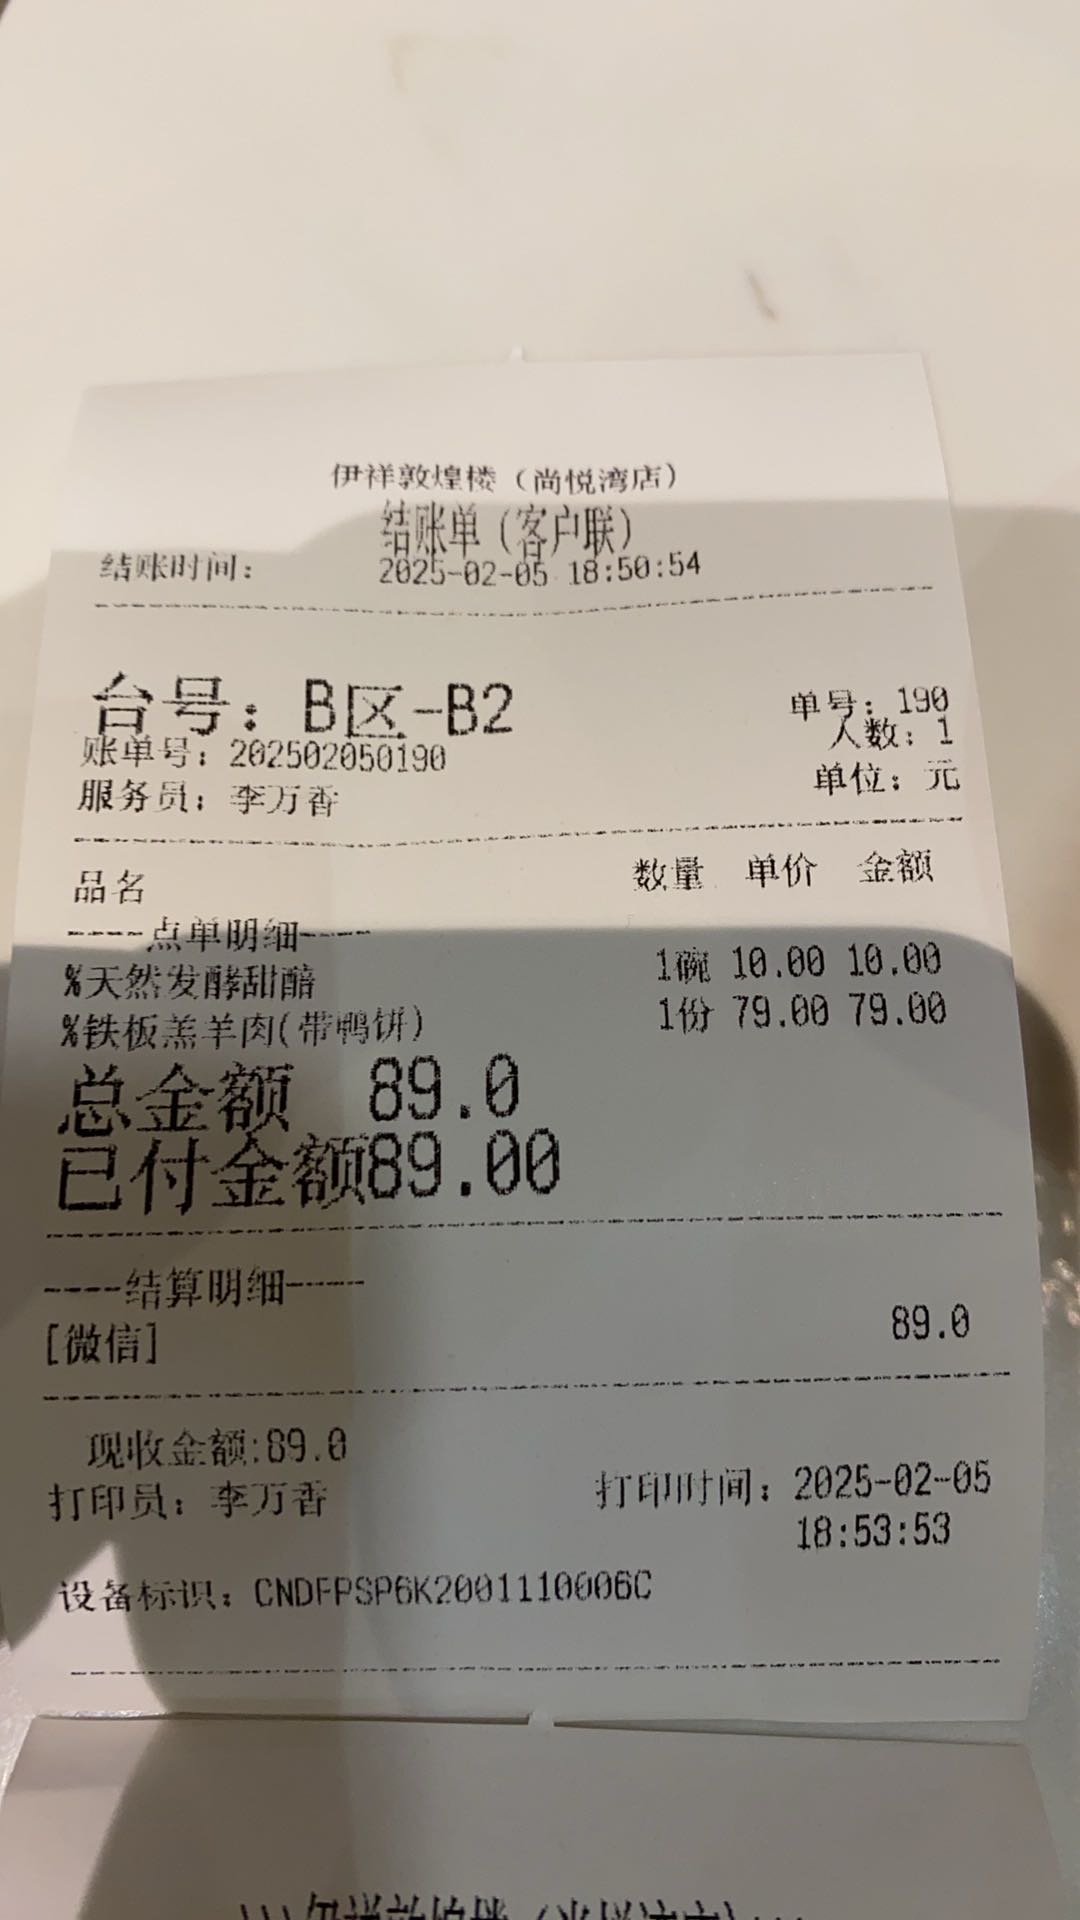 伊祥敦煌楼（尚悦湾店）
结账单（客户联）
结账时间： 2025-02-05 18:50:54
台号：B区-B2 单号：190
人数：1
账单号：202502050190
服务员：李万香 单位：元
品名 数量 单价 金额
----点单明细----
%天然发酵甜醅 1碗 10.00 10.00
%铁板羔羊肉(带鸭饼) 1份 79.00 79.00
总金额 89.0
已付金额89.00
----结算明细----
[微信] 89.0
现收金额:89.0
打印员：李万香 打印时间：2025-02-05
18:53:53
设备标识：CNDFPSP6K2001110006C